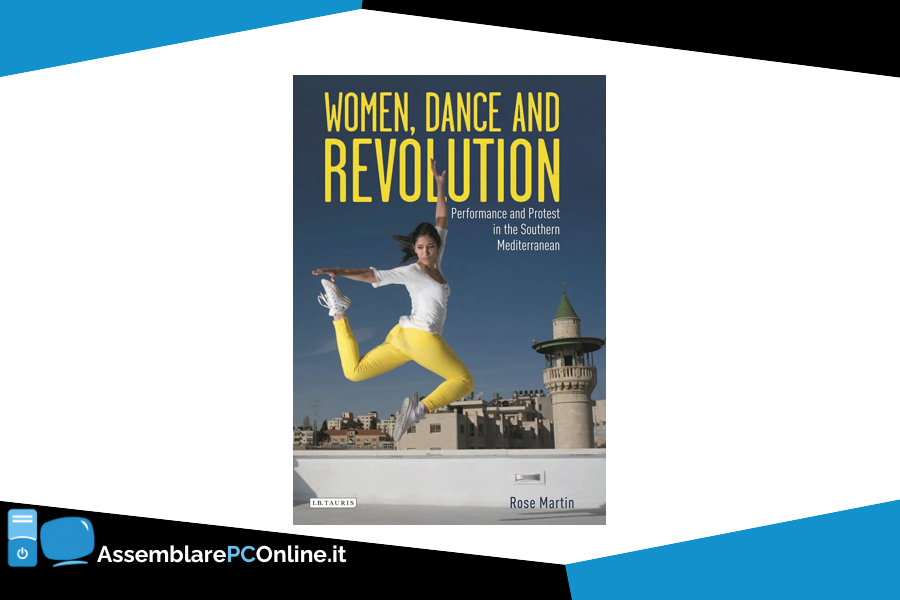 WOMEN, DANCE AND
REVOLUTION
Performance and Protest
in the Southern
Mediterranean
I.B.TAURIS
Rose Martin
AssemblarePCOnline.it